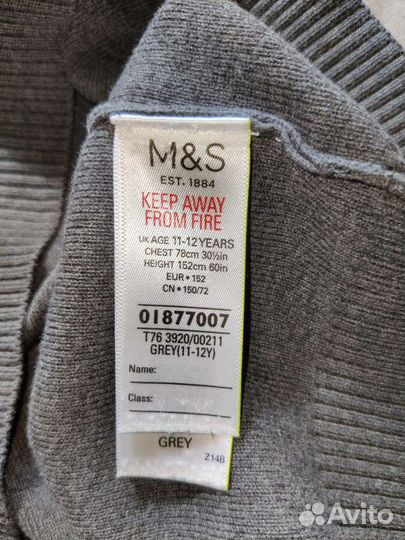 M&S
EST. 1884
KEEP AWAY
FROM FIRE
UK AGE 11-12 YEARS
CHEST 78cm 30½in
HEIGHT 152cm 60in
EUR • 152
CN • 150/72
01877007
T76 3920/00211
GREY(11-12Y)
Name:
Class:
GREY
Z14B
Avito